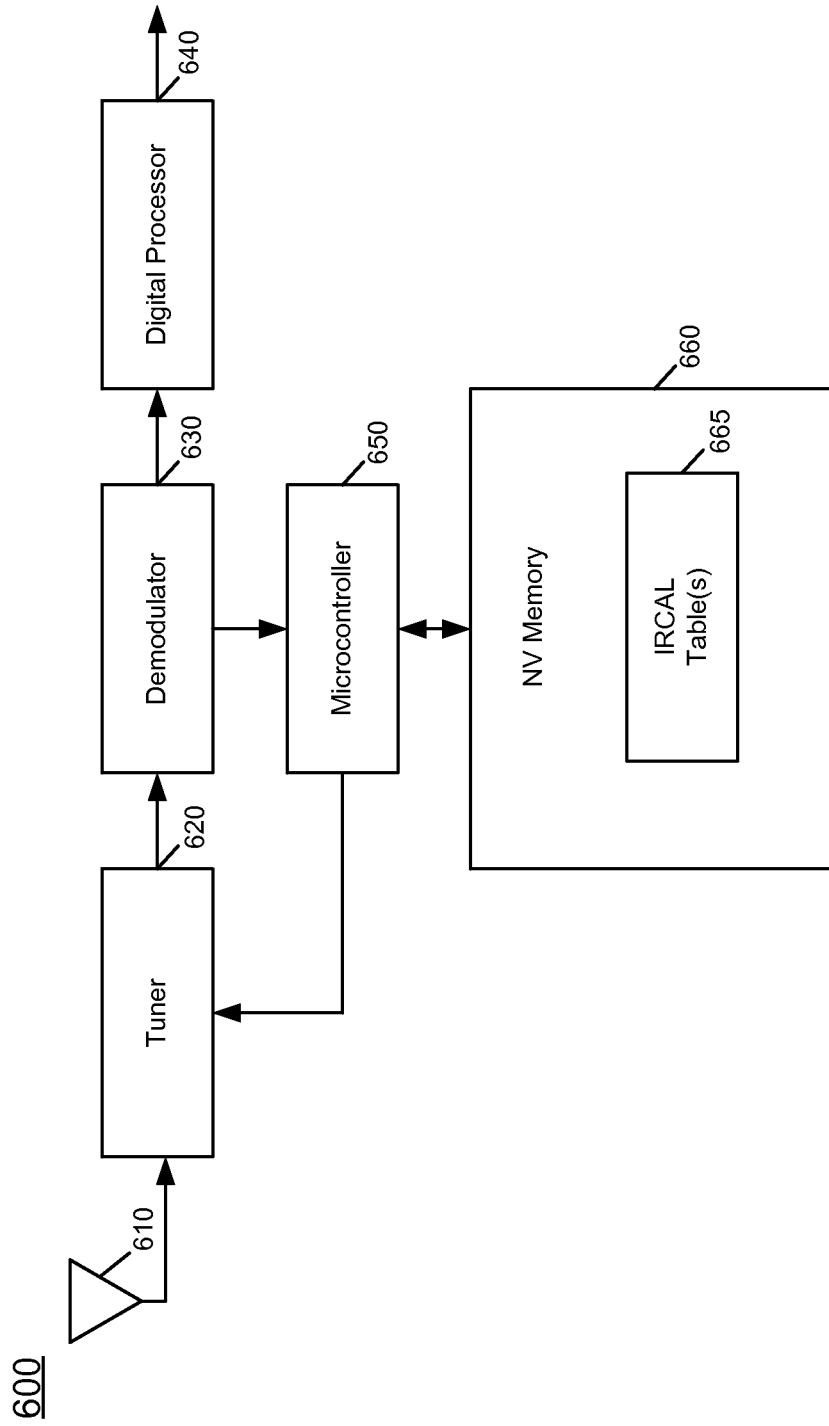 600
610
Tuner
620
Demodulator
630
Digital Processor
640
Microcontroller
650
NV Memory
660
IRCAL
Table(s)
665